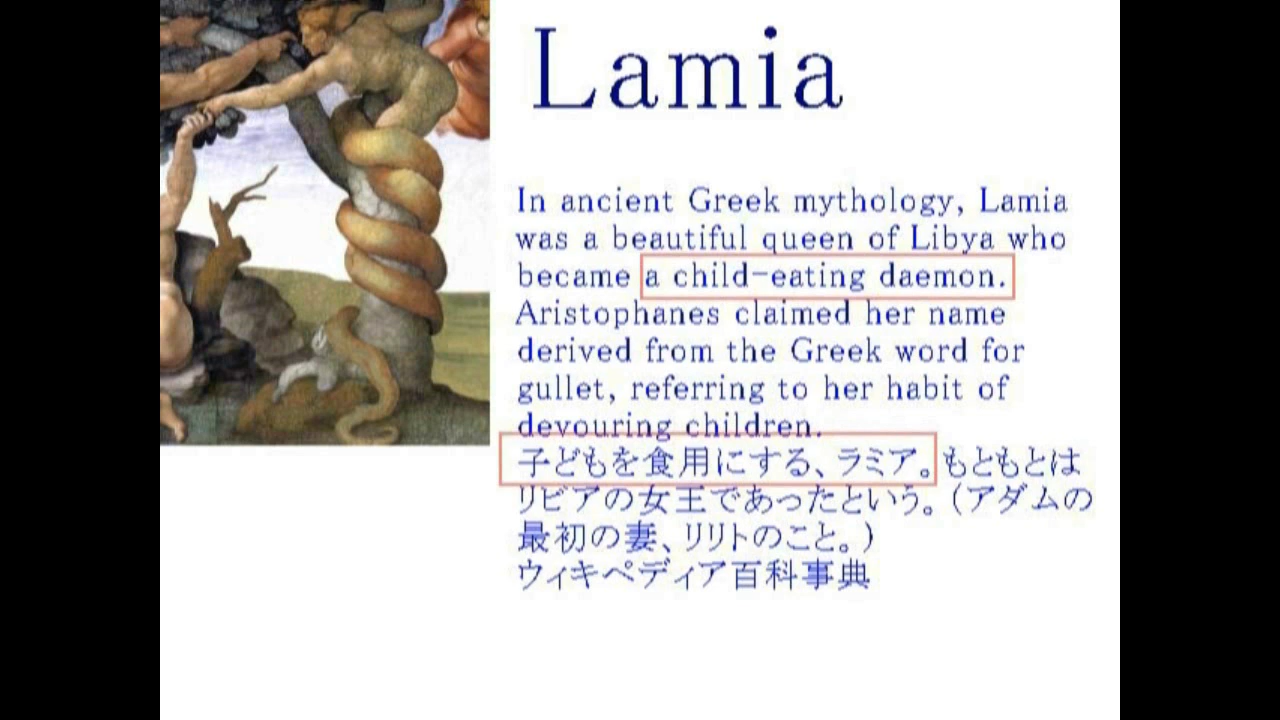 Lamia
In ancient Greek mythology, Lamia
was a beautiful queen of Libya who
became a child-eating daemon.
Aristophanes claimed her name
derived from the Greek word for
gullet, referring to her habit of
devouring children.
子どもを食用にする、ラミア。もともとは
リビアの女王であったという。(アダムの
最初の妻、リリトのこと。)
ウィキペディア百科事典